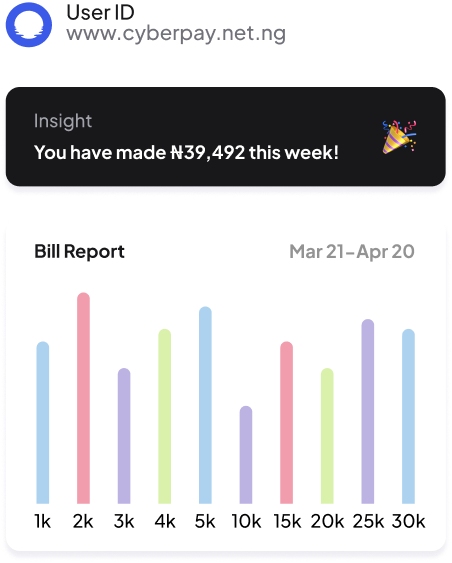 User ID
www.cyberpay.net.ng
Insight
You have made ₦39,492 this week!
Bill Report
Mar 21-Apr 20
1k 2k 3k 4k 5k 10k 15k 20k 25k 30k